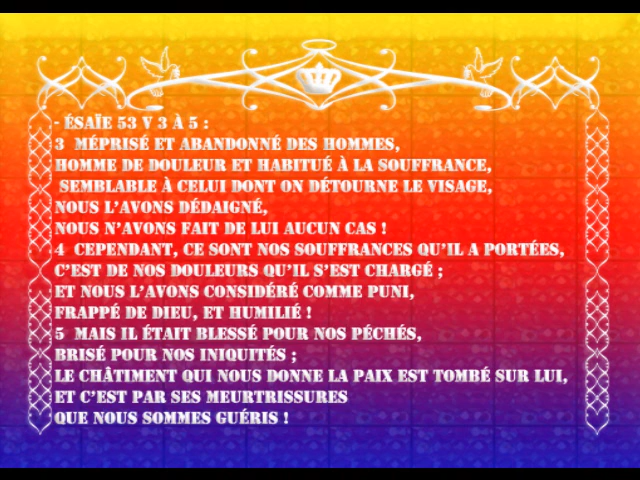 - ÉSAÏE 53 V 3 À 5 :
3 MÉPRISÉ ET ABANDONNÉ DES HOMMES,
HOMME DE DOULEUR ET HABITUÉ À LA SOUFFRANCE,
SEMBLABLE À CELUI DONT ON DÉTOURNE LE VISAGE,
NOUS L'AVONS DÉDAIGNÉ,
NOUS N'AVONS FAIT DE LUI AUCUN CAS !
4 CEPENDANT, CE SONT NOS SOUFFRANCES QU'IL A PORTÉES,
C'EST DE NOS DOULEURS QU'IL S'EST CHARGÉ ;
ET NOUS L'AVONS CONSIDÉRÉ COMME PUNI,
FRAPPÉ DE DIEU, ET HUMILIÉ !
5 MAIS IL ÉTAIT BLESSÉ POUR NOS PÉCHÉS,
BRISÉ POUR NOS INIQUITÉS ;
LE CHÂTIMENT QUI NOUS DONNE LA PAIX EST TOMBÉ SUR LUI,
ET C'EST PAR SES MEURTRISSURES
QUE NOUS SOMMES GUÉRIS !